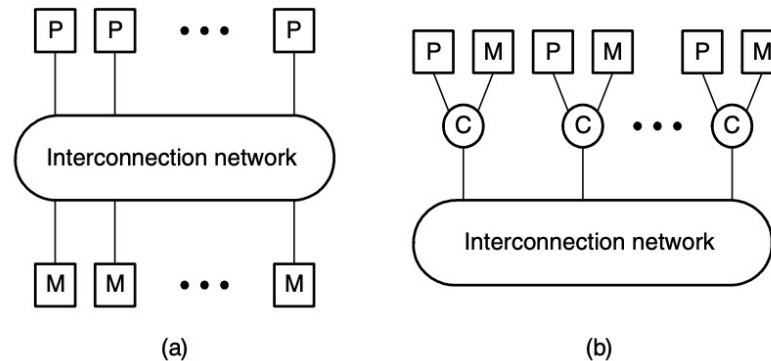 P P • • • P
Interconnection network
M M • • • M
(a)
P M P M P M
C C • • • C
Interconnection network
(b)